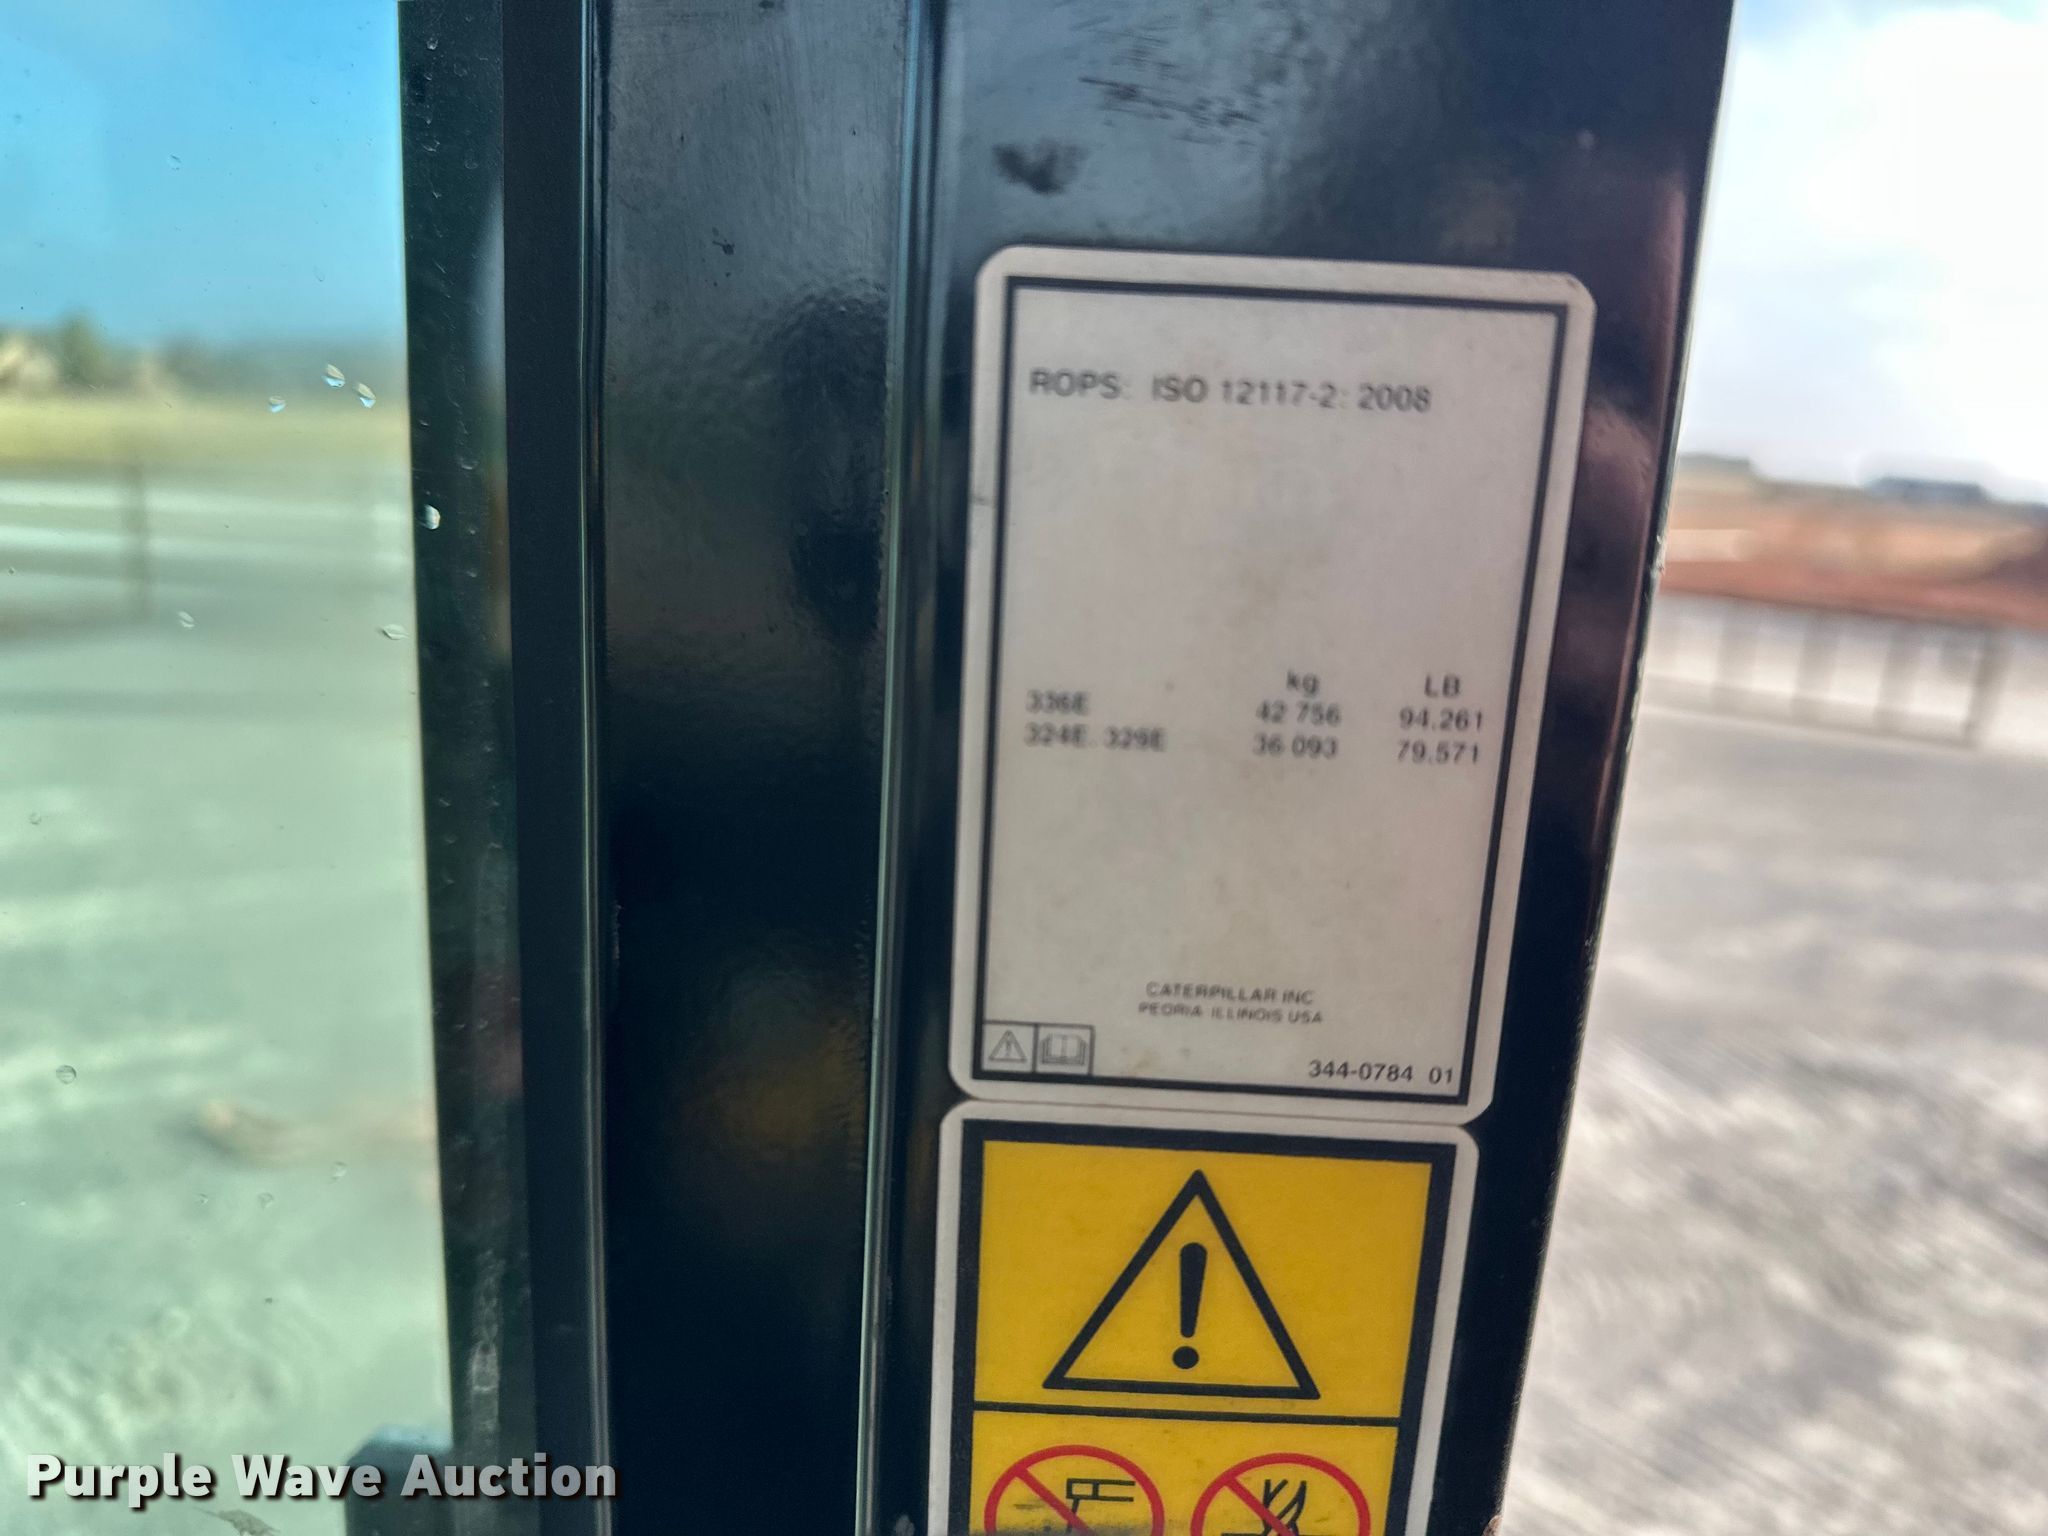 ROPS: ISO 12117-2: 2008
kg LB
336E 42 756 94.261
324E, 329E 36 093 79.571
CATERPILLAR INC
PEORIA ILLINOIS USA
344-0784 01
Purple Wave Auction